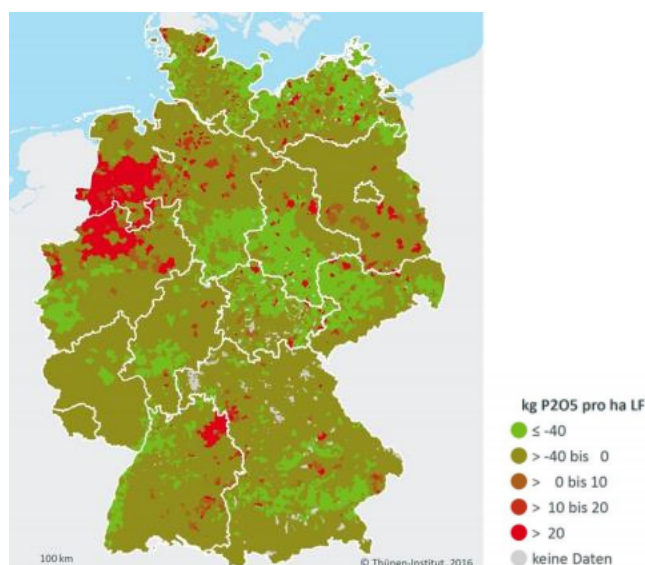 kg P2O5 pro ha LF
≤ -40
> -40 bis 0
> 0 bis 10
> 10 bis 20
> 20
keine Daten
100 km
© Thünen-Institut, 2016